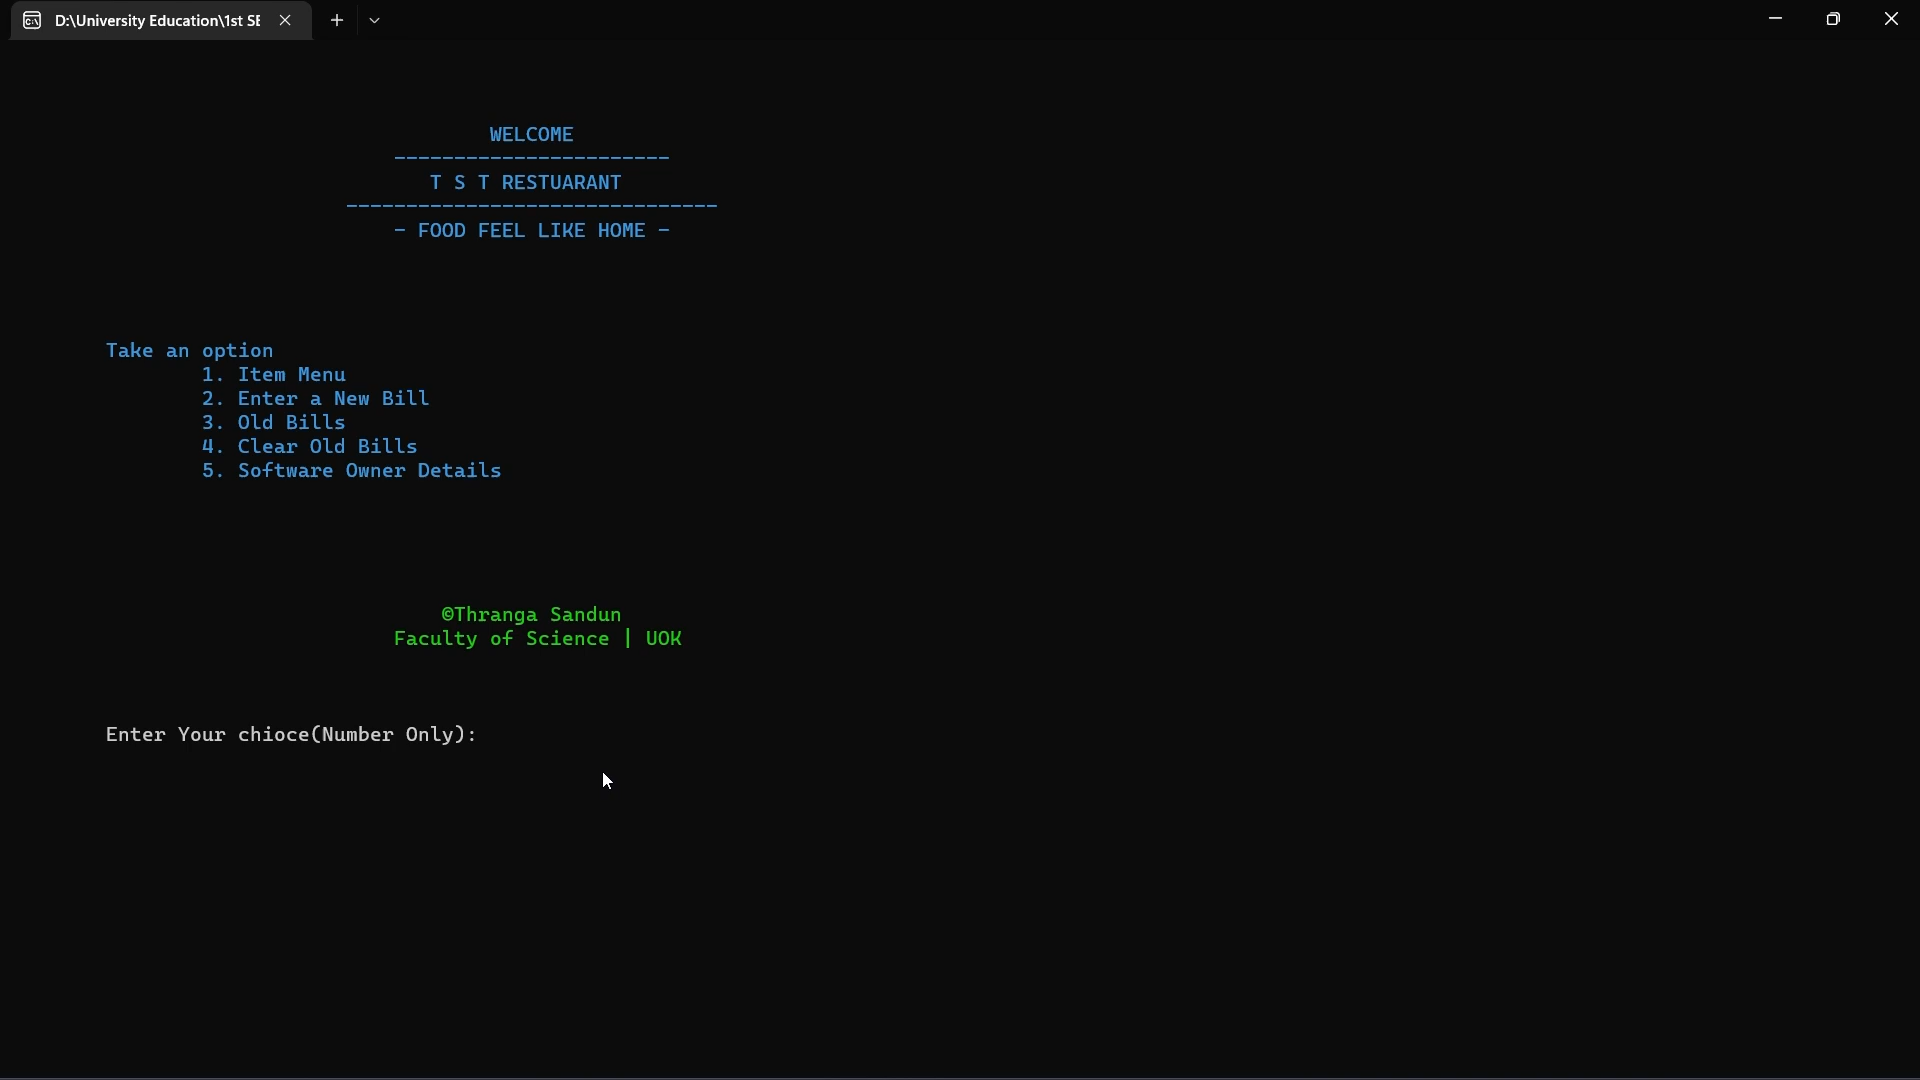 D:\University Education\1st SE
WELCOME
-----------------------
T S T RESTUARANT
-------------------------------
- FOOD FEEL LIKE HOME -
Take an option
1. Item Menu
2. Enter a New Bill
3. Old Bills
4. Clear Old Bills
5. Software Owner Details
©Thranga Sandun
Faculty of Science | UOK
Enter Your chioce(Number Only):